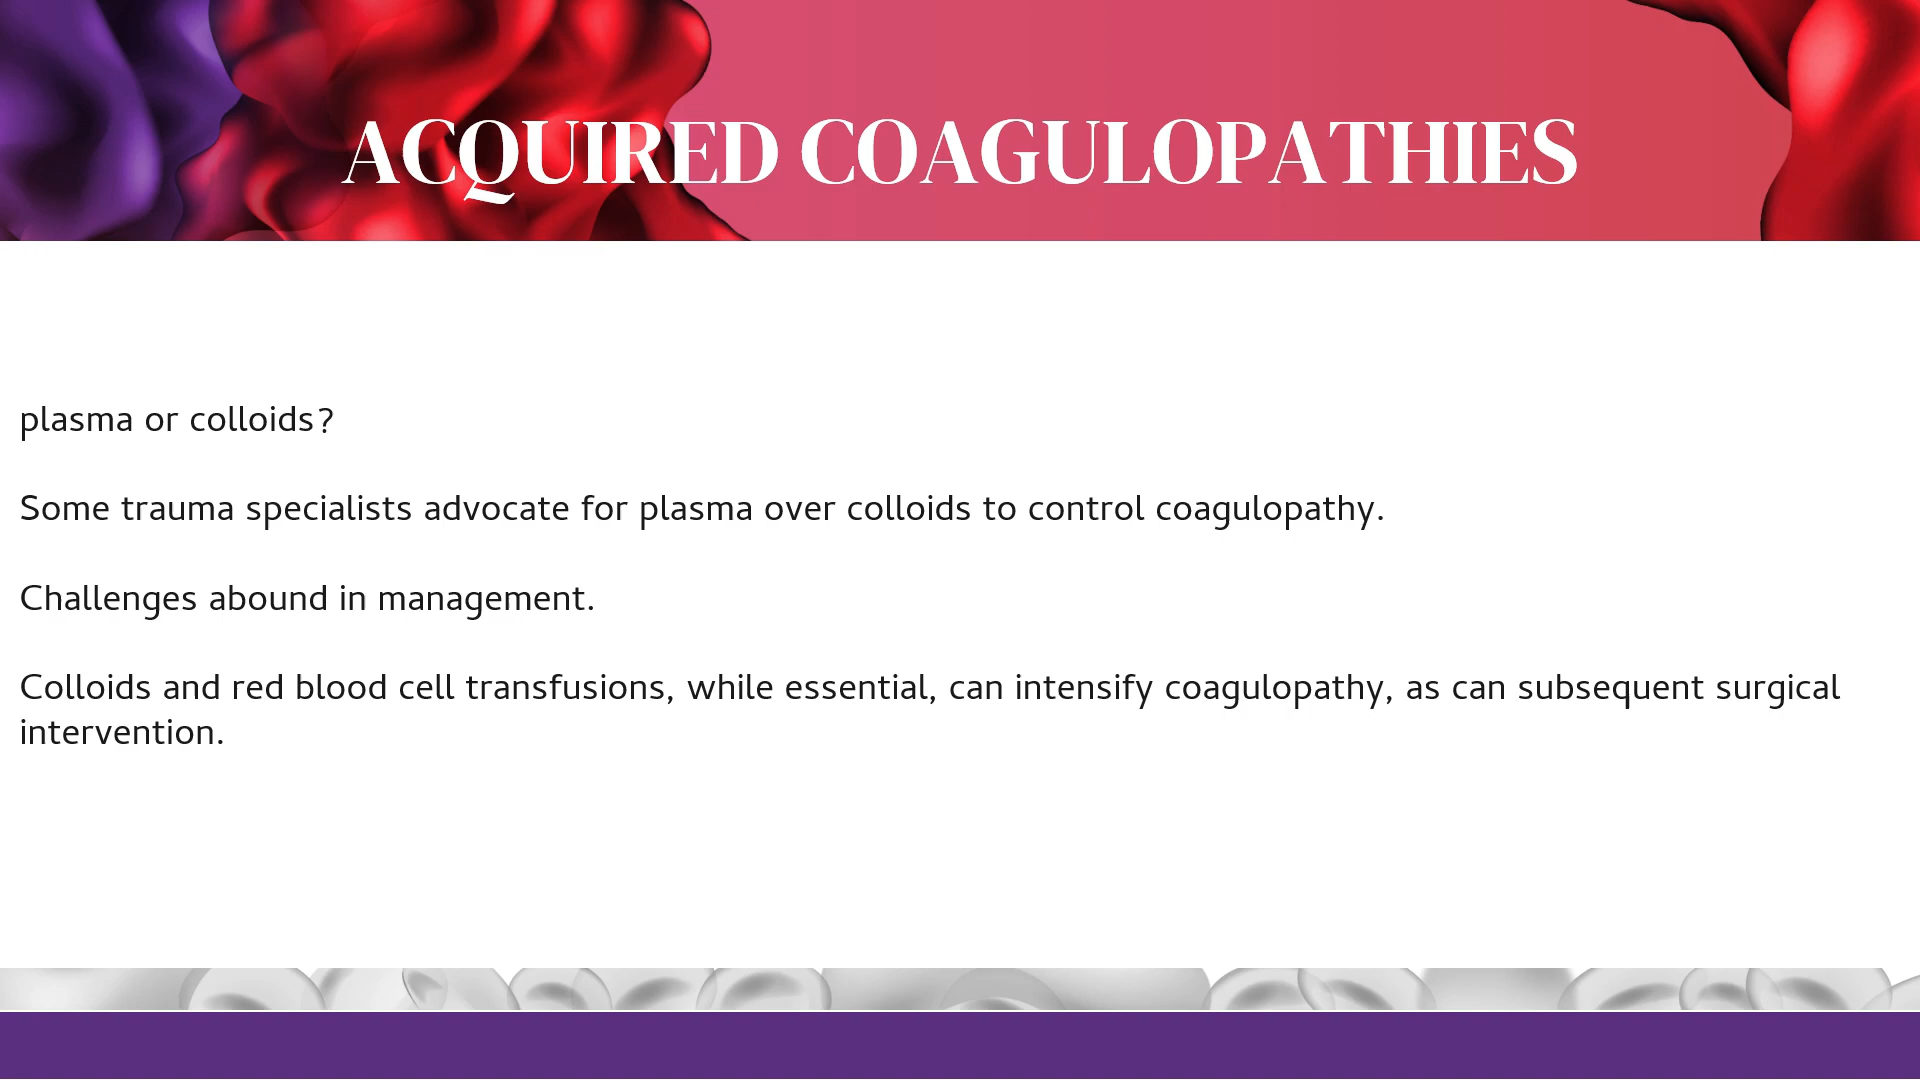 ACQUIRED COAGULOPATHIES
plasma or colloids?
Some trauma specialists advocate for plasma over colloids to control coagulopathy.
Challenges abound in management.
Colloids and red blood cell transfusions, while essential, can intensify coagulopathy, as can subsequent surgical
intervention.